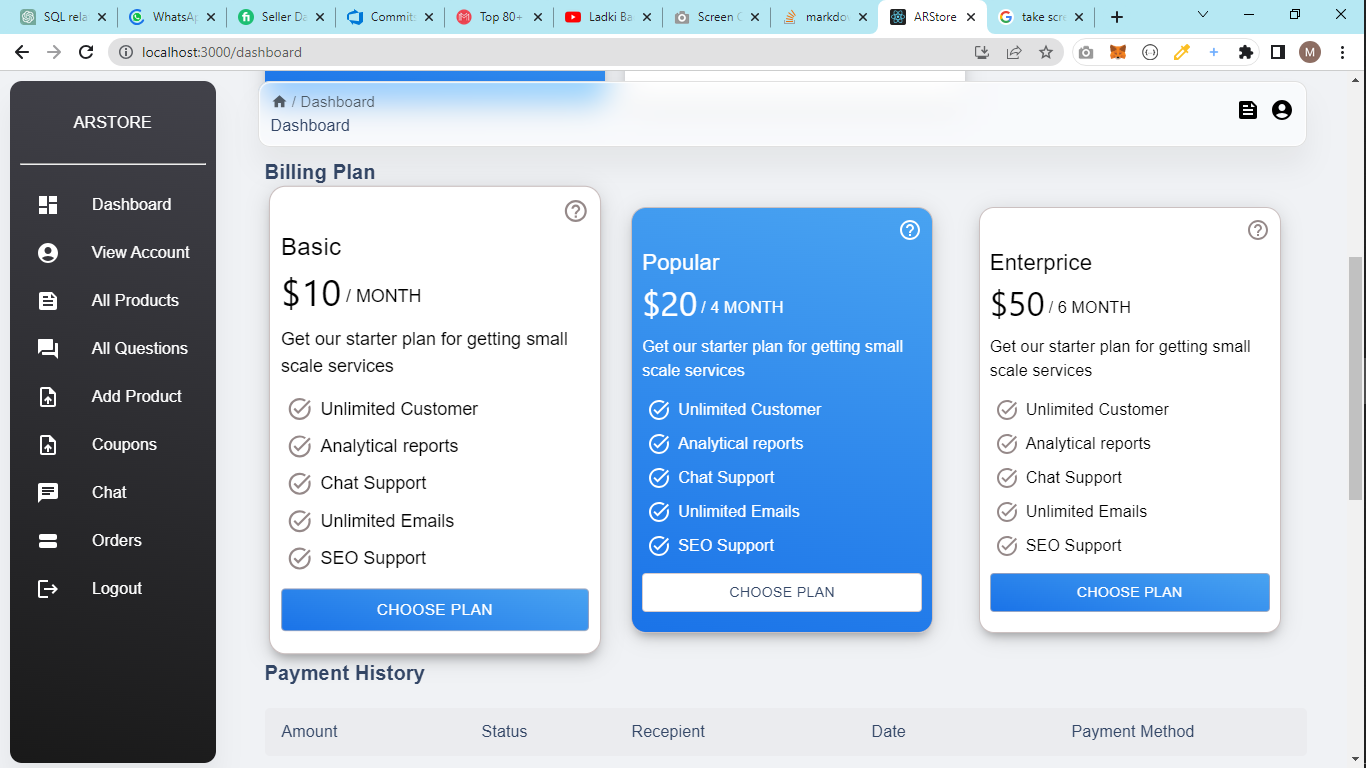 SQL rela
WhatsAp
Seller Da
Commits
Top 80+
Ladki Ba
Screen C
markdov
ARStore
take scre
localhost:3000/dashboard
M
ARSTORE
Dashboard
View Account
All Products
All Questions
Add Product
Coupons
Chat
Orders
Logout
/ Dashboard
Dashboard
Billing Plan
Basic
$10 / MONTH
Get our starter plan for getting small
scale services
Unlimited Customer
Analytical reports
Chat Support
Unlimited Emails
SEO Support
CHOOSE PLAN
Popular
$20 / 4 MONTH
Get our starter plan for getting small
scale services
Unlimited Customer
Analytical reports
Chat Support
Unlimited Emails
SEO Support
CHOOSE PLAN
Enterprice
$50 / 6 MONTH
Get our starter plan for getting small
scale services
Unlimited Customer
Analytical reports
Chat Support
Unlimited Emails
SEO Support
CHOOSE PLAN
Payment History
Amount Status Recepient Date Payment Method